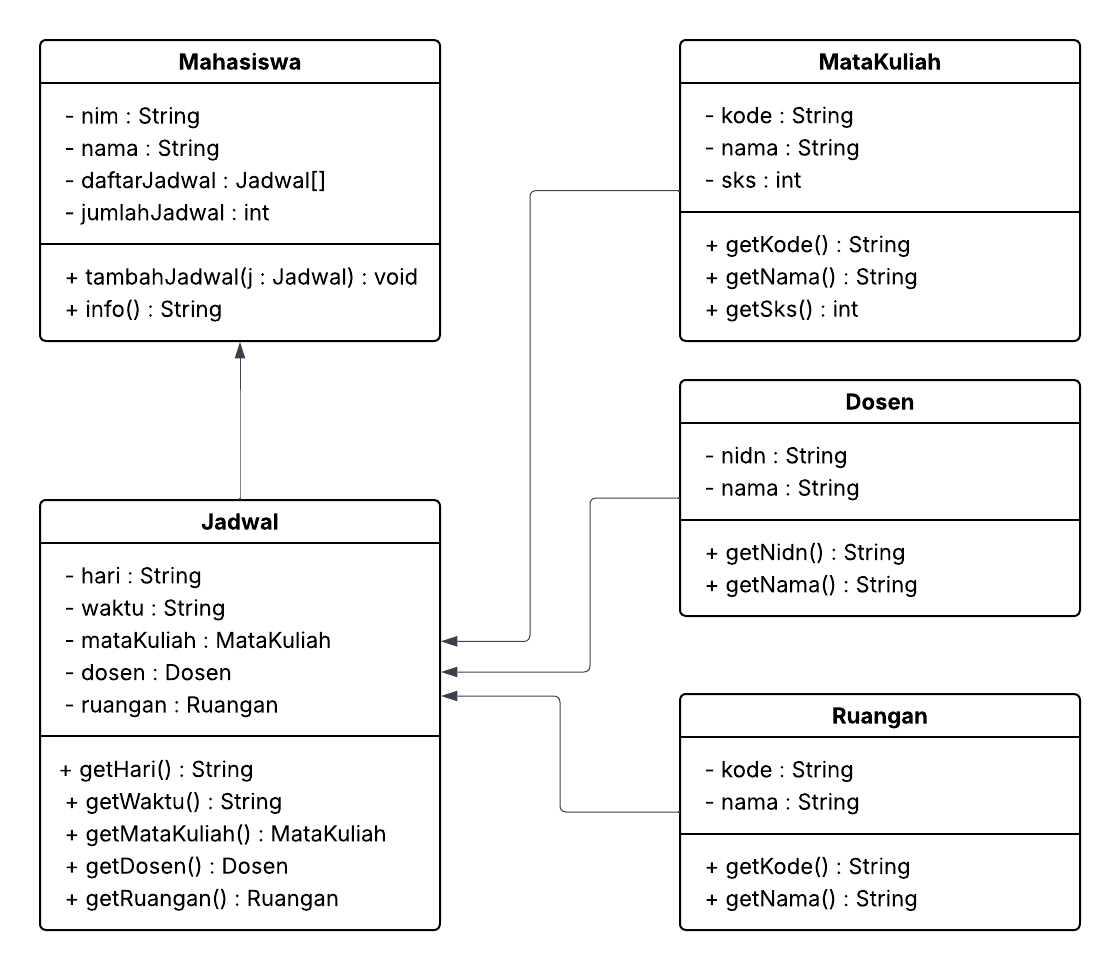 Mahasiswa
- nim : String
- nama : String
- daftarJadwal : Jadwal[]
- jumlahJadwal : int
+ tambahJadwal(j : Jadwal) : void
+ info() : String
MataKuliah
- kode : String
- nama : String
- sks : int
+ getKode() : String
+ getNama() : String
+ getSks() : int
Dosen
- nidn : String
- nama : String
+ getNidn() : String
+ getNama() : String
Jadwal
- hari : String
- waktu : String
- mataKuliah : MataKuliah
- dosen : Dosen
- ruangan : Ruangan
+ getHari() : String
+ getWaktu() : String
+ getMataKuliah() : MataKuliah
+ getDosen() : Dosen
+ getRuangan() : Ruangan
Ruangan
- kode : String
- nama : String
+ getKode() : String
+ getNama() : String